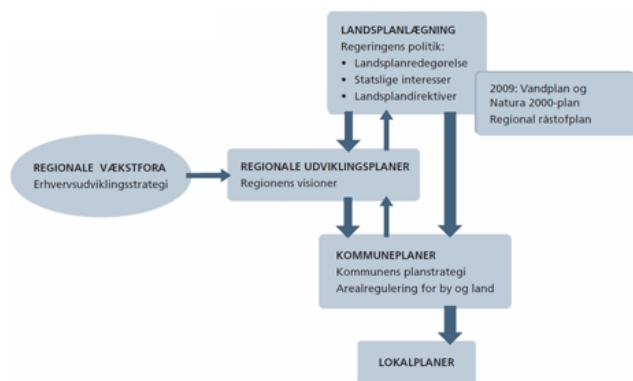 LANDSPLANLÆGNING
Regeringens politik:
• Landsplanredegørelse
• Statslige interesser
• Landsplandirektiver
2009: Vandplan og
Natura 2000-plan
Regional råstofplan
REGIONALE VÆKSTFORA
Erhvervsudviklingsstrategi
REGIONALE UDVIKLINGSPLANER
Regionens visioner
KOMMUNEPLANER
Kommunens planstrategi
Arealregulering for by og land
LOKALPLANER